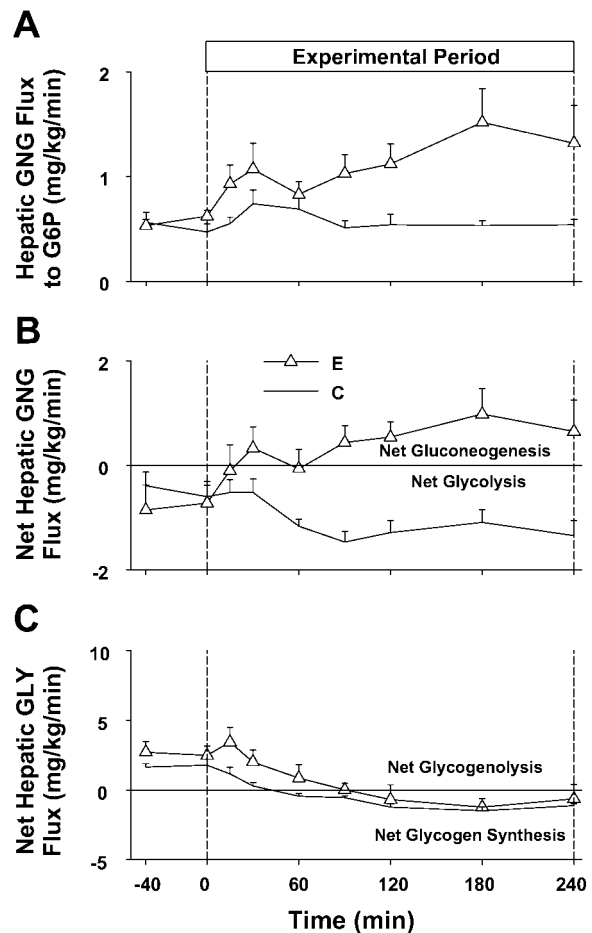 A
Experimental Period
Hepatic GNG Flux
to G6P (mg/kg/min)
2
1
0
B
E
C
Net Hepatic GNG
Flux (mg/kg/min)
2
0
-2
Net Gluconeogenesis
Net Glycolysis
C
Net Hepatic GLY
Flux (mg/kg/min)
10
5
0
-5
Net Glycogenolysis
Net Glycogen Synthesis
-40 0 60 120 180 240
Time (min)